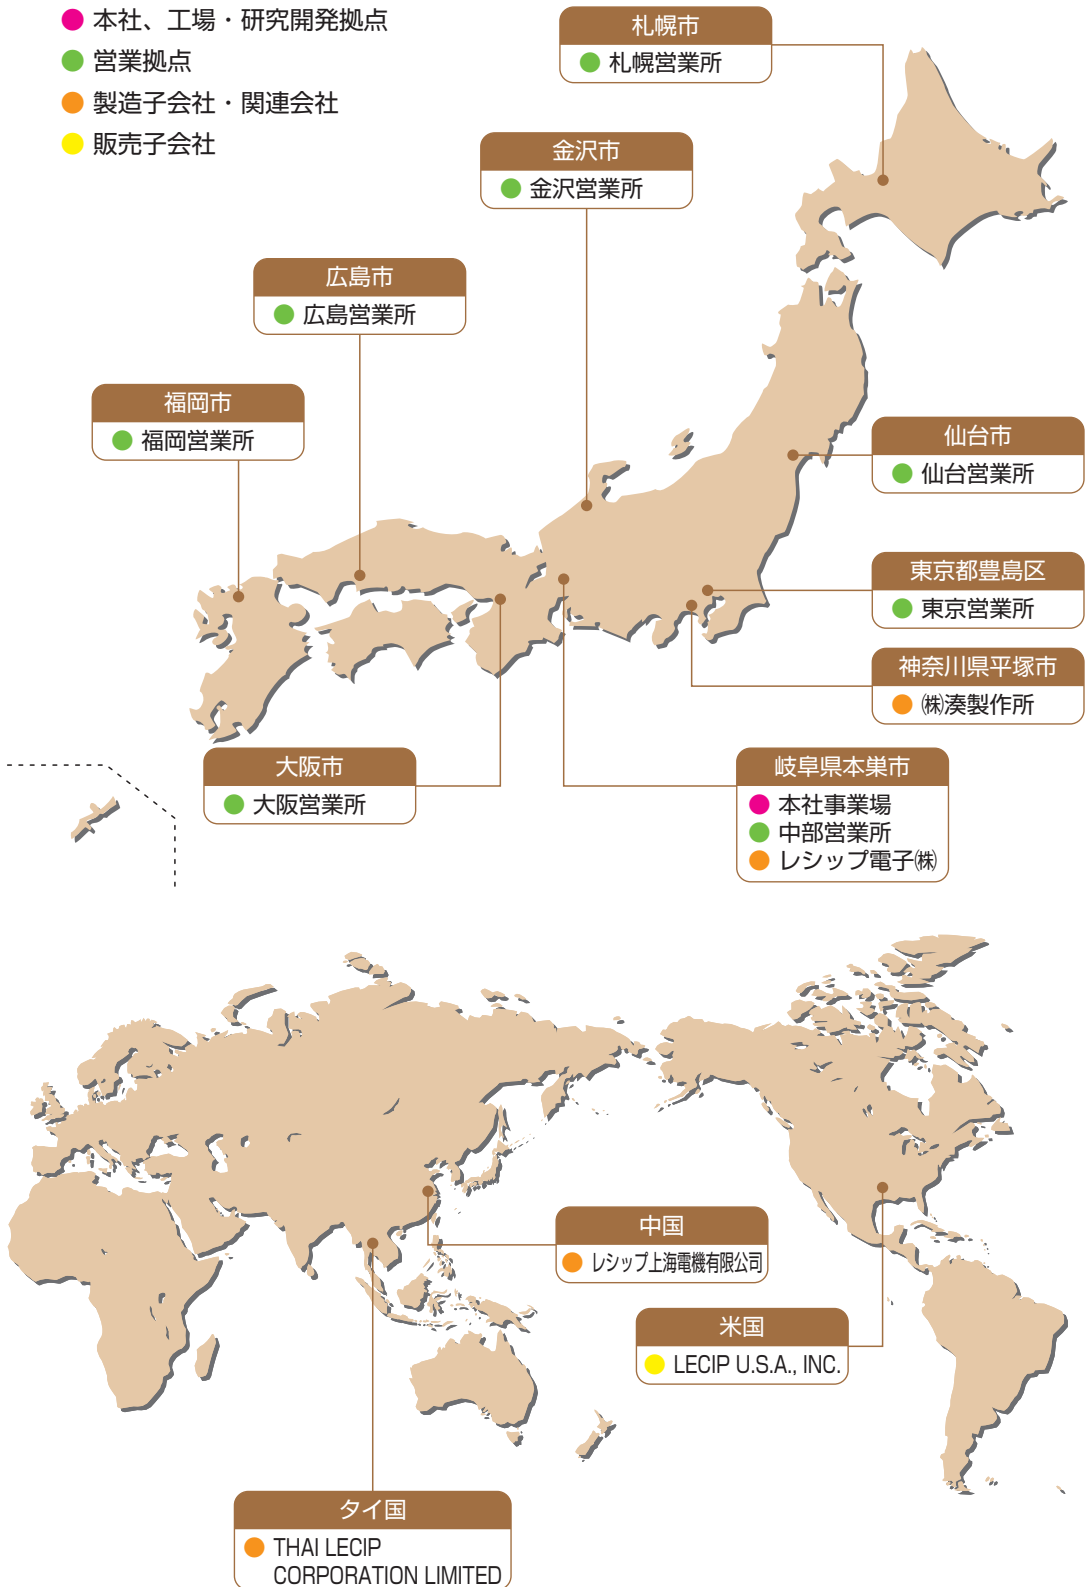 本社、工場・研究開発拠点
営業拠点
製造子会社・関連会社
販売子会社
札幌市
札幌営業所
金沢市
金沢営業所
広島市
広島営業所
福岡市
福岡営業所
仙台市
仙台営業所
東京都豊島区
東京営業所
神奈川県平塚市
㈱湊製作所
大阪市
大阪営業所
岐阜県本巣市
本社事業場
中部営業所
レシップ電子㈱
中国
レシップ上海電機有限公司
米国
LECIP U.S.A., INC.
タイ国
THAI LECIP
CORPORATION LIMITED